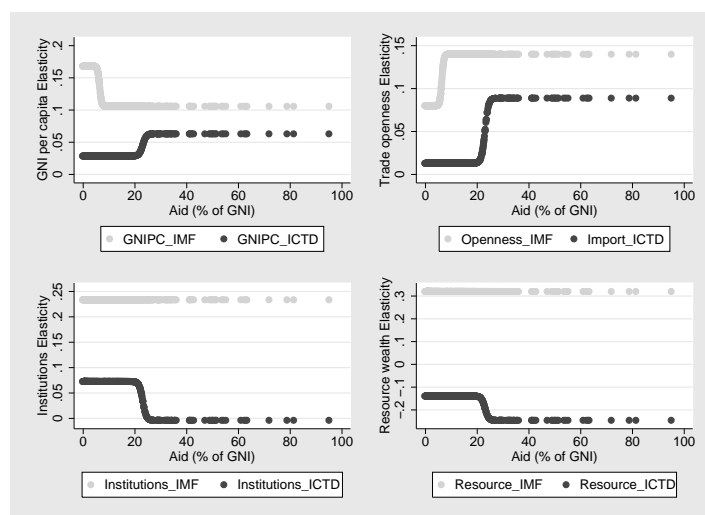 GNI per capita Elasticity
0 .05 .1 .15 .2
0 20 40 60 80 100
Aid (% of GNI)
GNIPC_IMF GNIPC_ICTD
Trade openness Elasticity
0 .05 .1 .15
0 20 40 60 80 100
Aid (% of GNI)
Openness_IMF Import_ICTD
Institutions Elasticity
0 .05 .1 .15 .2 .25
0 20 40 60 80 100
Aid (% of GNI)
Institutions_IMF Institutions_ICTD
Resource wealth Elasticity
-.2 -.1 0 .1 .2 .3
0 20 40 60 80 100
Aid (% of GNI)
Resource_IMF Resource_ICTD